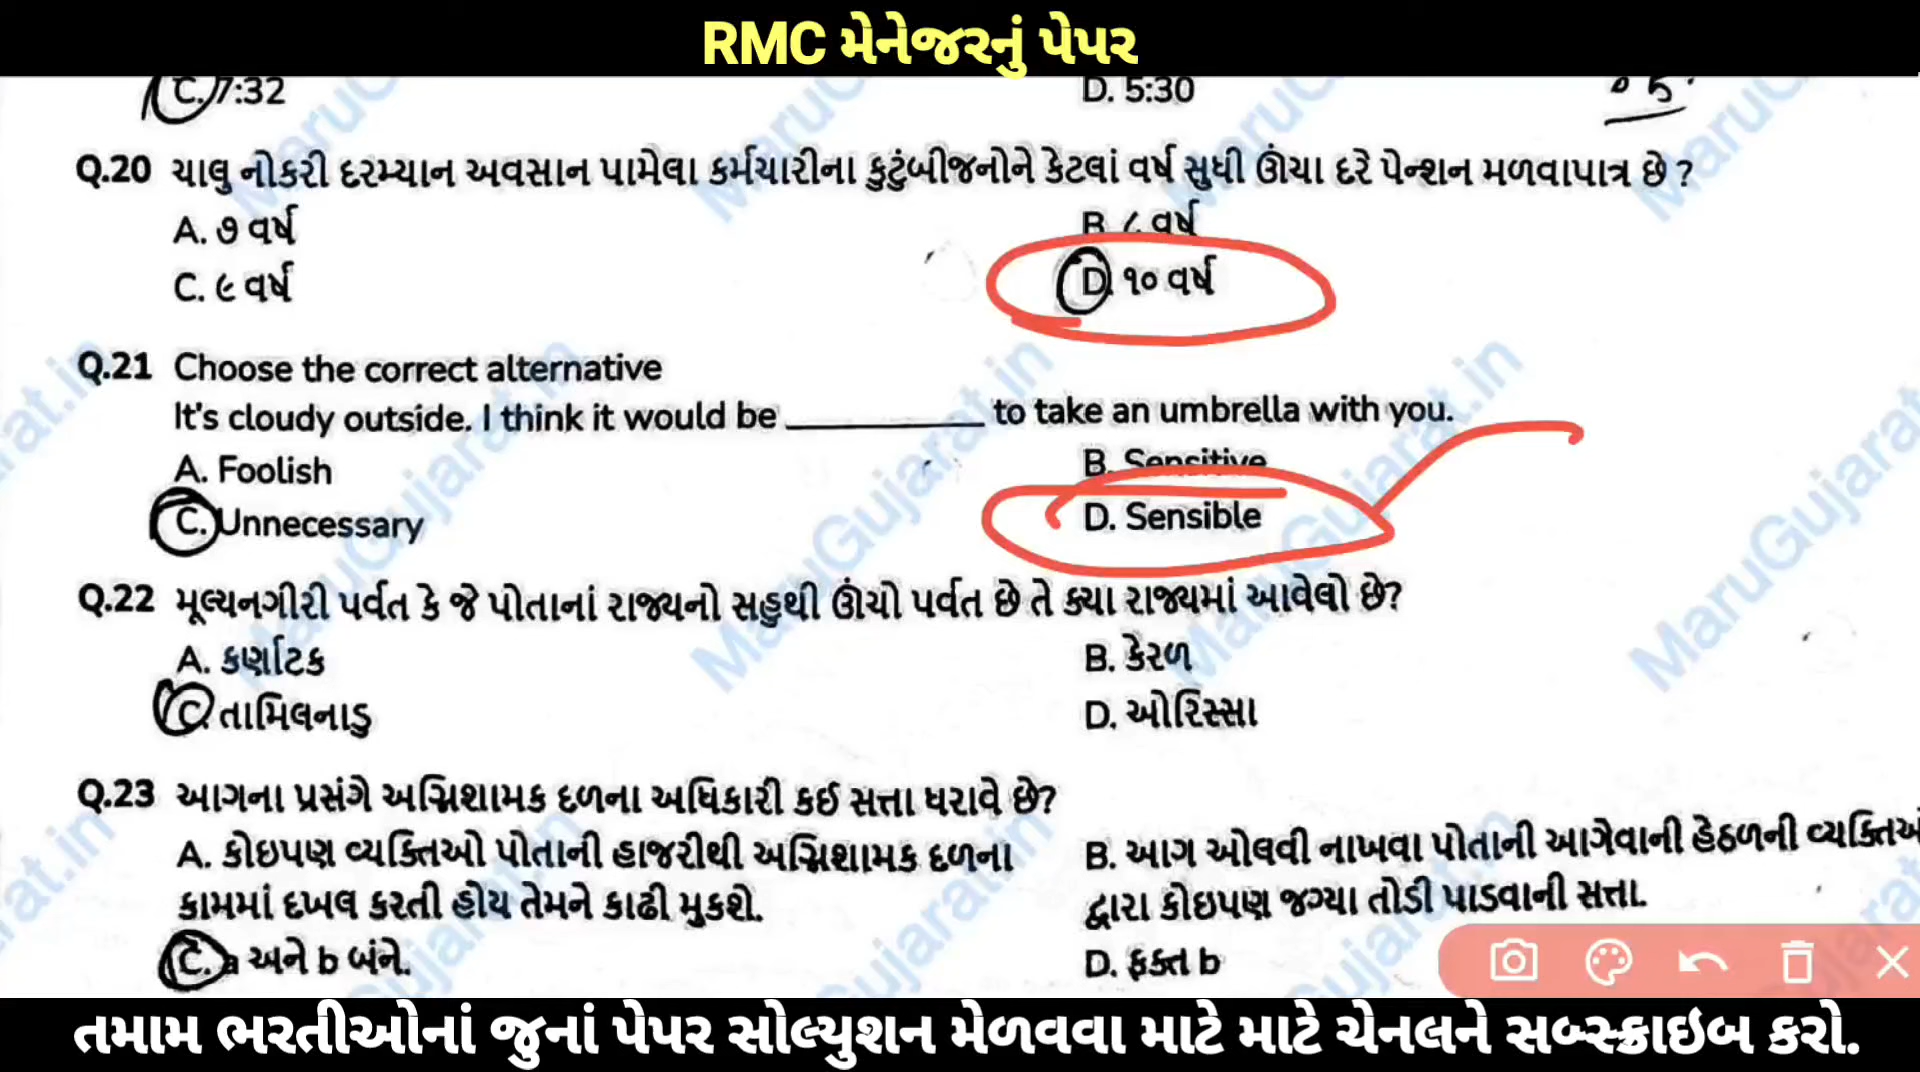 RMC મેનેજરનું પેપર
C. 7:32
D. 5:30
Q.20 ચાલુ નોકરી દરમ્યાન અવસાન પામેલા કર્મચારીના કુટુંબીજનોને કેટલાં વર્ષ સુધી ઊંચા દરે પેન્શન મળવાપાત્ર છે ?
A. ૭ વર્ષ
B. ૮ વર્ષ
C. ૯ વર્ષ
D. ૧૦ વર્ષ
Q.21 Choose the correct alternative
It's cloudy outside. I think it would be __________ to take an umbrella with you.
A. Foolish
B. Sensitive
C. Unnecessary
D. Sensible
Q.22 મૂલ્યનગીરી પર્વત કે જે પોતાનાં રાજ્યનો સહુથી ઊંચો પર્વત છે તે ક્યા રાજ્યમાં આવેલો છે?
A. કર્ણાટક
B. કેરળ
C. તામિલનાડુ
D. ઓરિસ્સા
Q.23 આગના પ્રસંગે અગ્નિશામક દળના અધિકારી કઈ સત્તા ધરાવે છે?
A. કોઇપણ વ્યક્તિઓ પોતાની હાજરીથી અગ્નિશામક દળના
કામમાં દખલ કરતી હોય તેમને કાઢી મુકશે.
B. આગ ઓલવી નાખવા પોતાની આગેવાની હેઠળની વ્યક્તિઓ
દ્વારા કોઇપણ જગ્યા તોડી પાડવાની સત્તા.
C. a અને b બંને.
D. ફક્ત b
MaruGujarat.in
તમામ ભરતીઓનાં જુનાં પેપર સોલ્યુશન મેળવવા માટે માટે ચેનલને સબ્સ્ક્રાઇબ કરો.